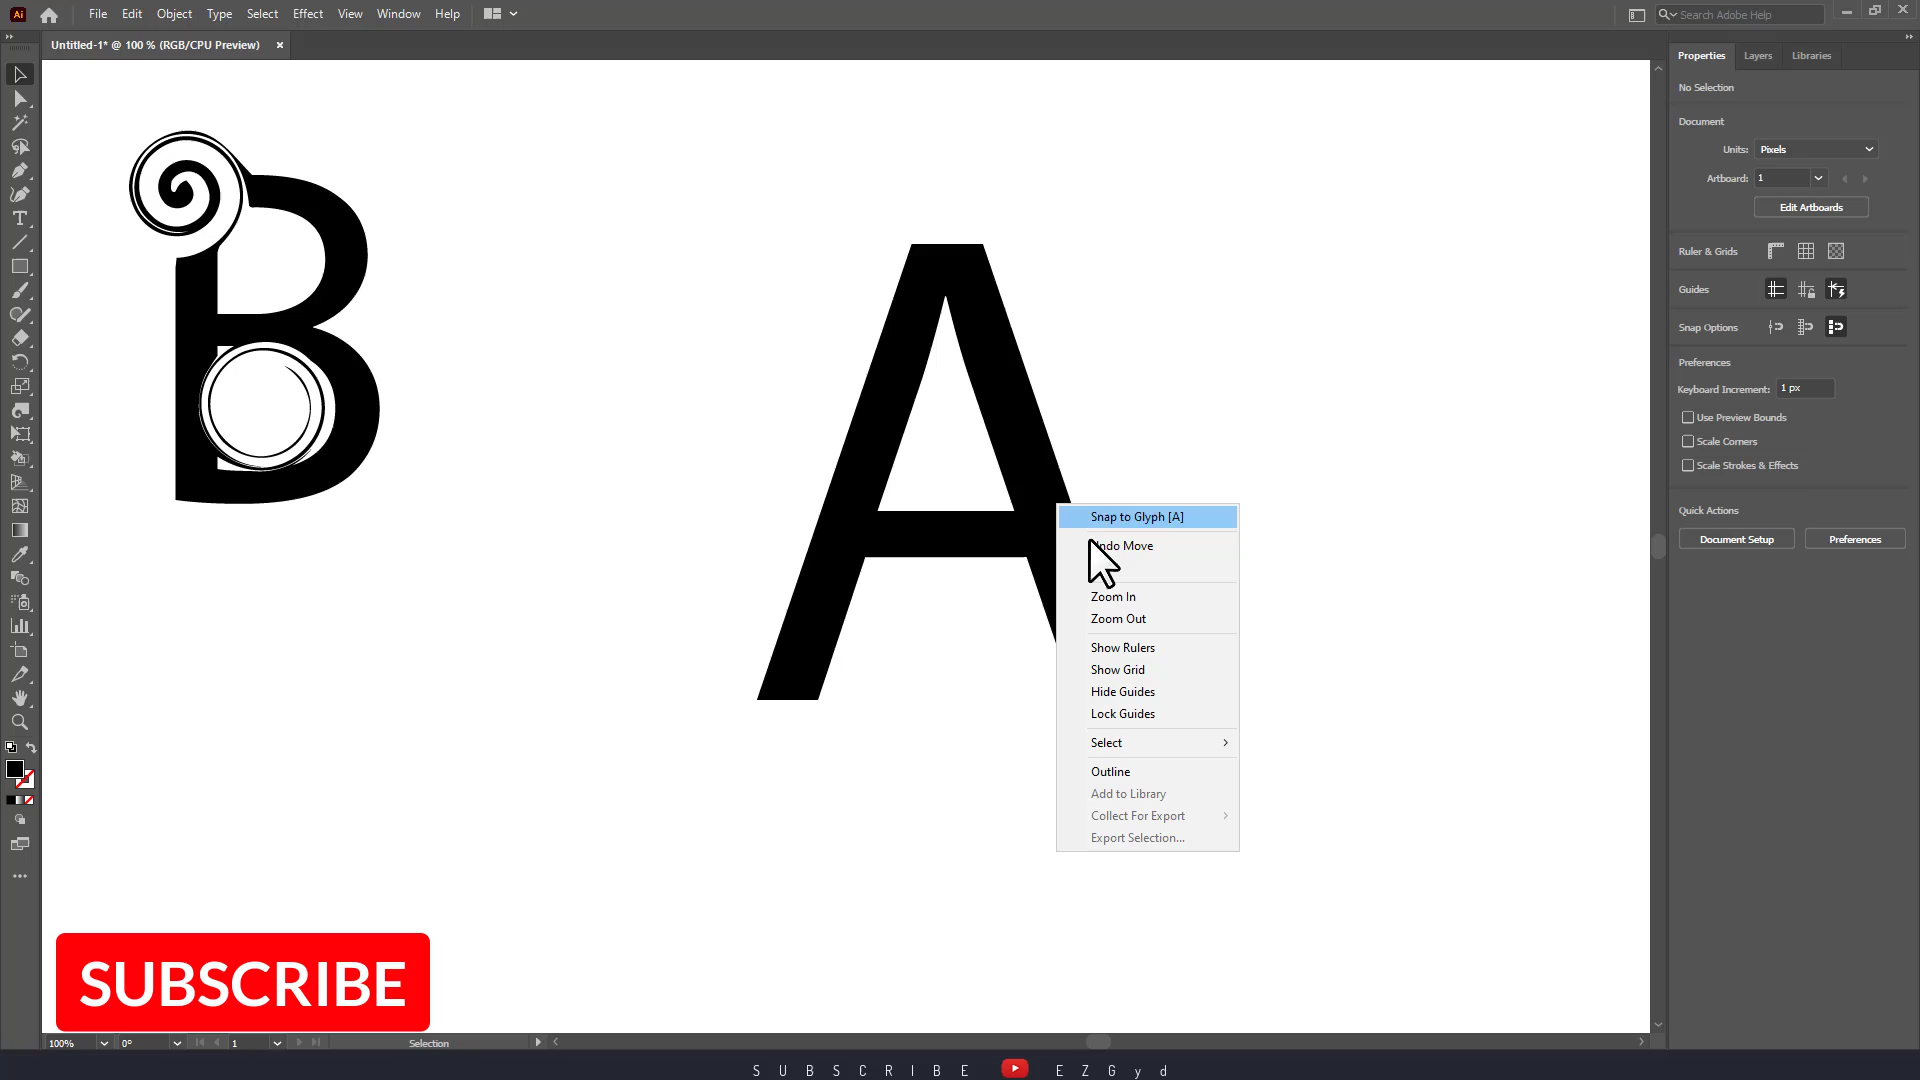 Ai
File Edit Object Type Select Effect View Window Help
Search Adobe Help
Untitled-1* @ 100 % (RGB/CPU Preview) ×
Properties Layers Libraries
No Selection
Document
Units: Pixels
Artboard: 1
Edit Artboards
Ruler & Grids
Guides
Snap Options
Preferences
Keyboard Increment: 1 px
Use Preview Bounds
Scale Corners
Scale Strokes & Effects
Quick Actions
Document Setup Preferences
B
A
Snap to Glyph [A]
Undo Move
Zoom In
Zoom Out
Show Rulers
Show Grid
Hide Guides
Lock Guides
Select
Outline
Add to Library
Collect For Export
Export Selection...
SUBSCRIBE
100% 0° 1 Selection
SUBSCRIBE EZGyd